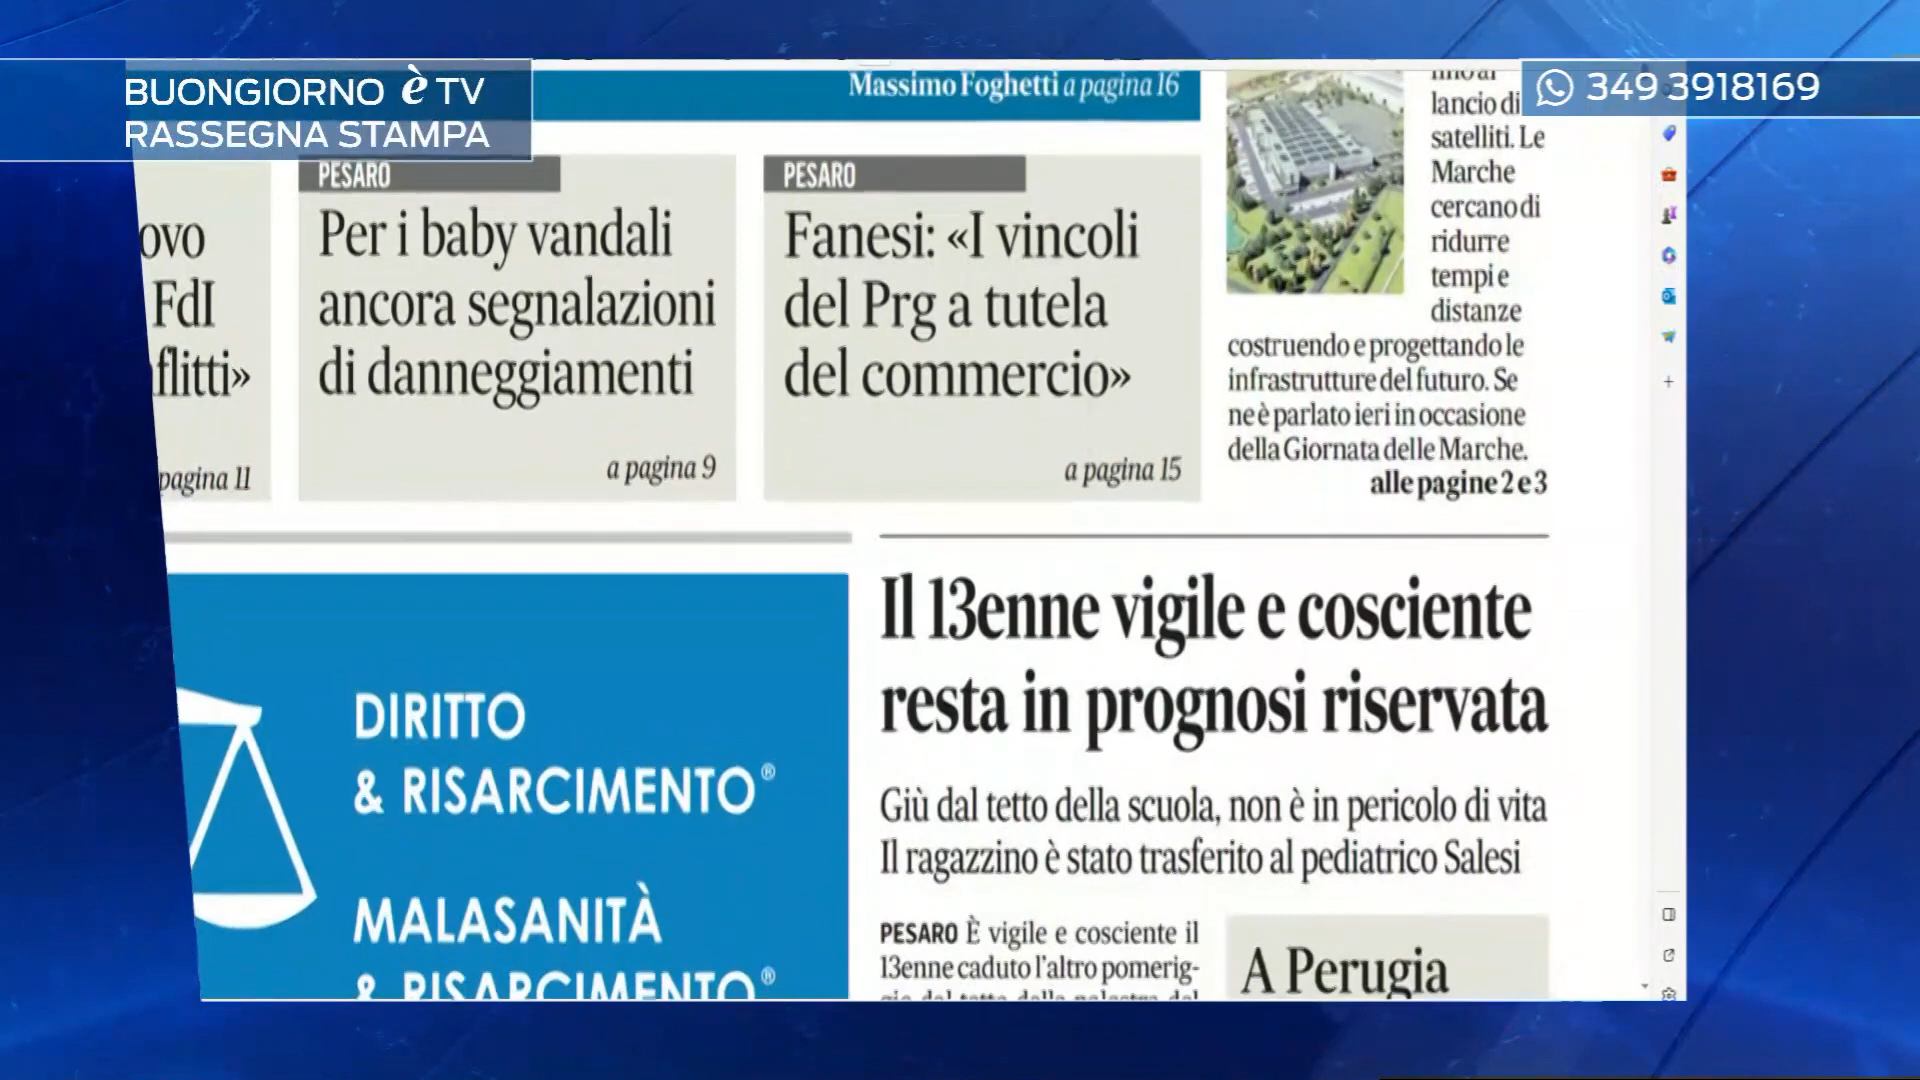 BUONGIORNO è TV
RASSEGNA STAMPA
349 3918169
Massimo Foghetti a pagina 16
ovo
FdI
flitti»
pagina 11
PESARO
Per i baby vandali
ancora segnalazioni
di danneggiamenti
a pagina 9
PESARO
Fanesi: «I vincoli
del Prg a tutela
del commercio»
a pagina 15
lancio di
satelliti. Le
Marche
cercano di
ridurre
tempi e
distanze
costruendo e progettando le
infrastrutture del futuro. Se
ne è parlato ieri in occasione
della Giornata delle Marche.
alle pagine 2 e 3
DIRITTO
& RISARCIMENTO®
MALASANITÀ
& RISARCIMENTO®
Il 13enne vigile e cosciente
resta in prognosi riservata
Giù dal tetto della scuola, non è in pericolo di vita
Il ragazzino è stato trasferito al pediatrico Salesi
PESARO È vigile e cosciente il
13enne caduto l'altro pomerig-
A Perugia